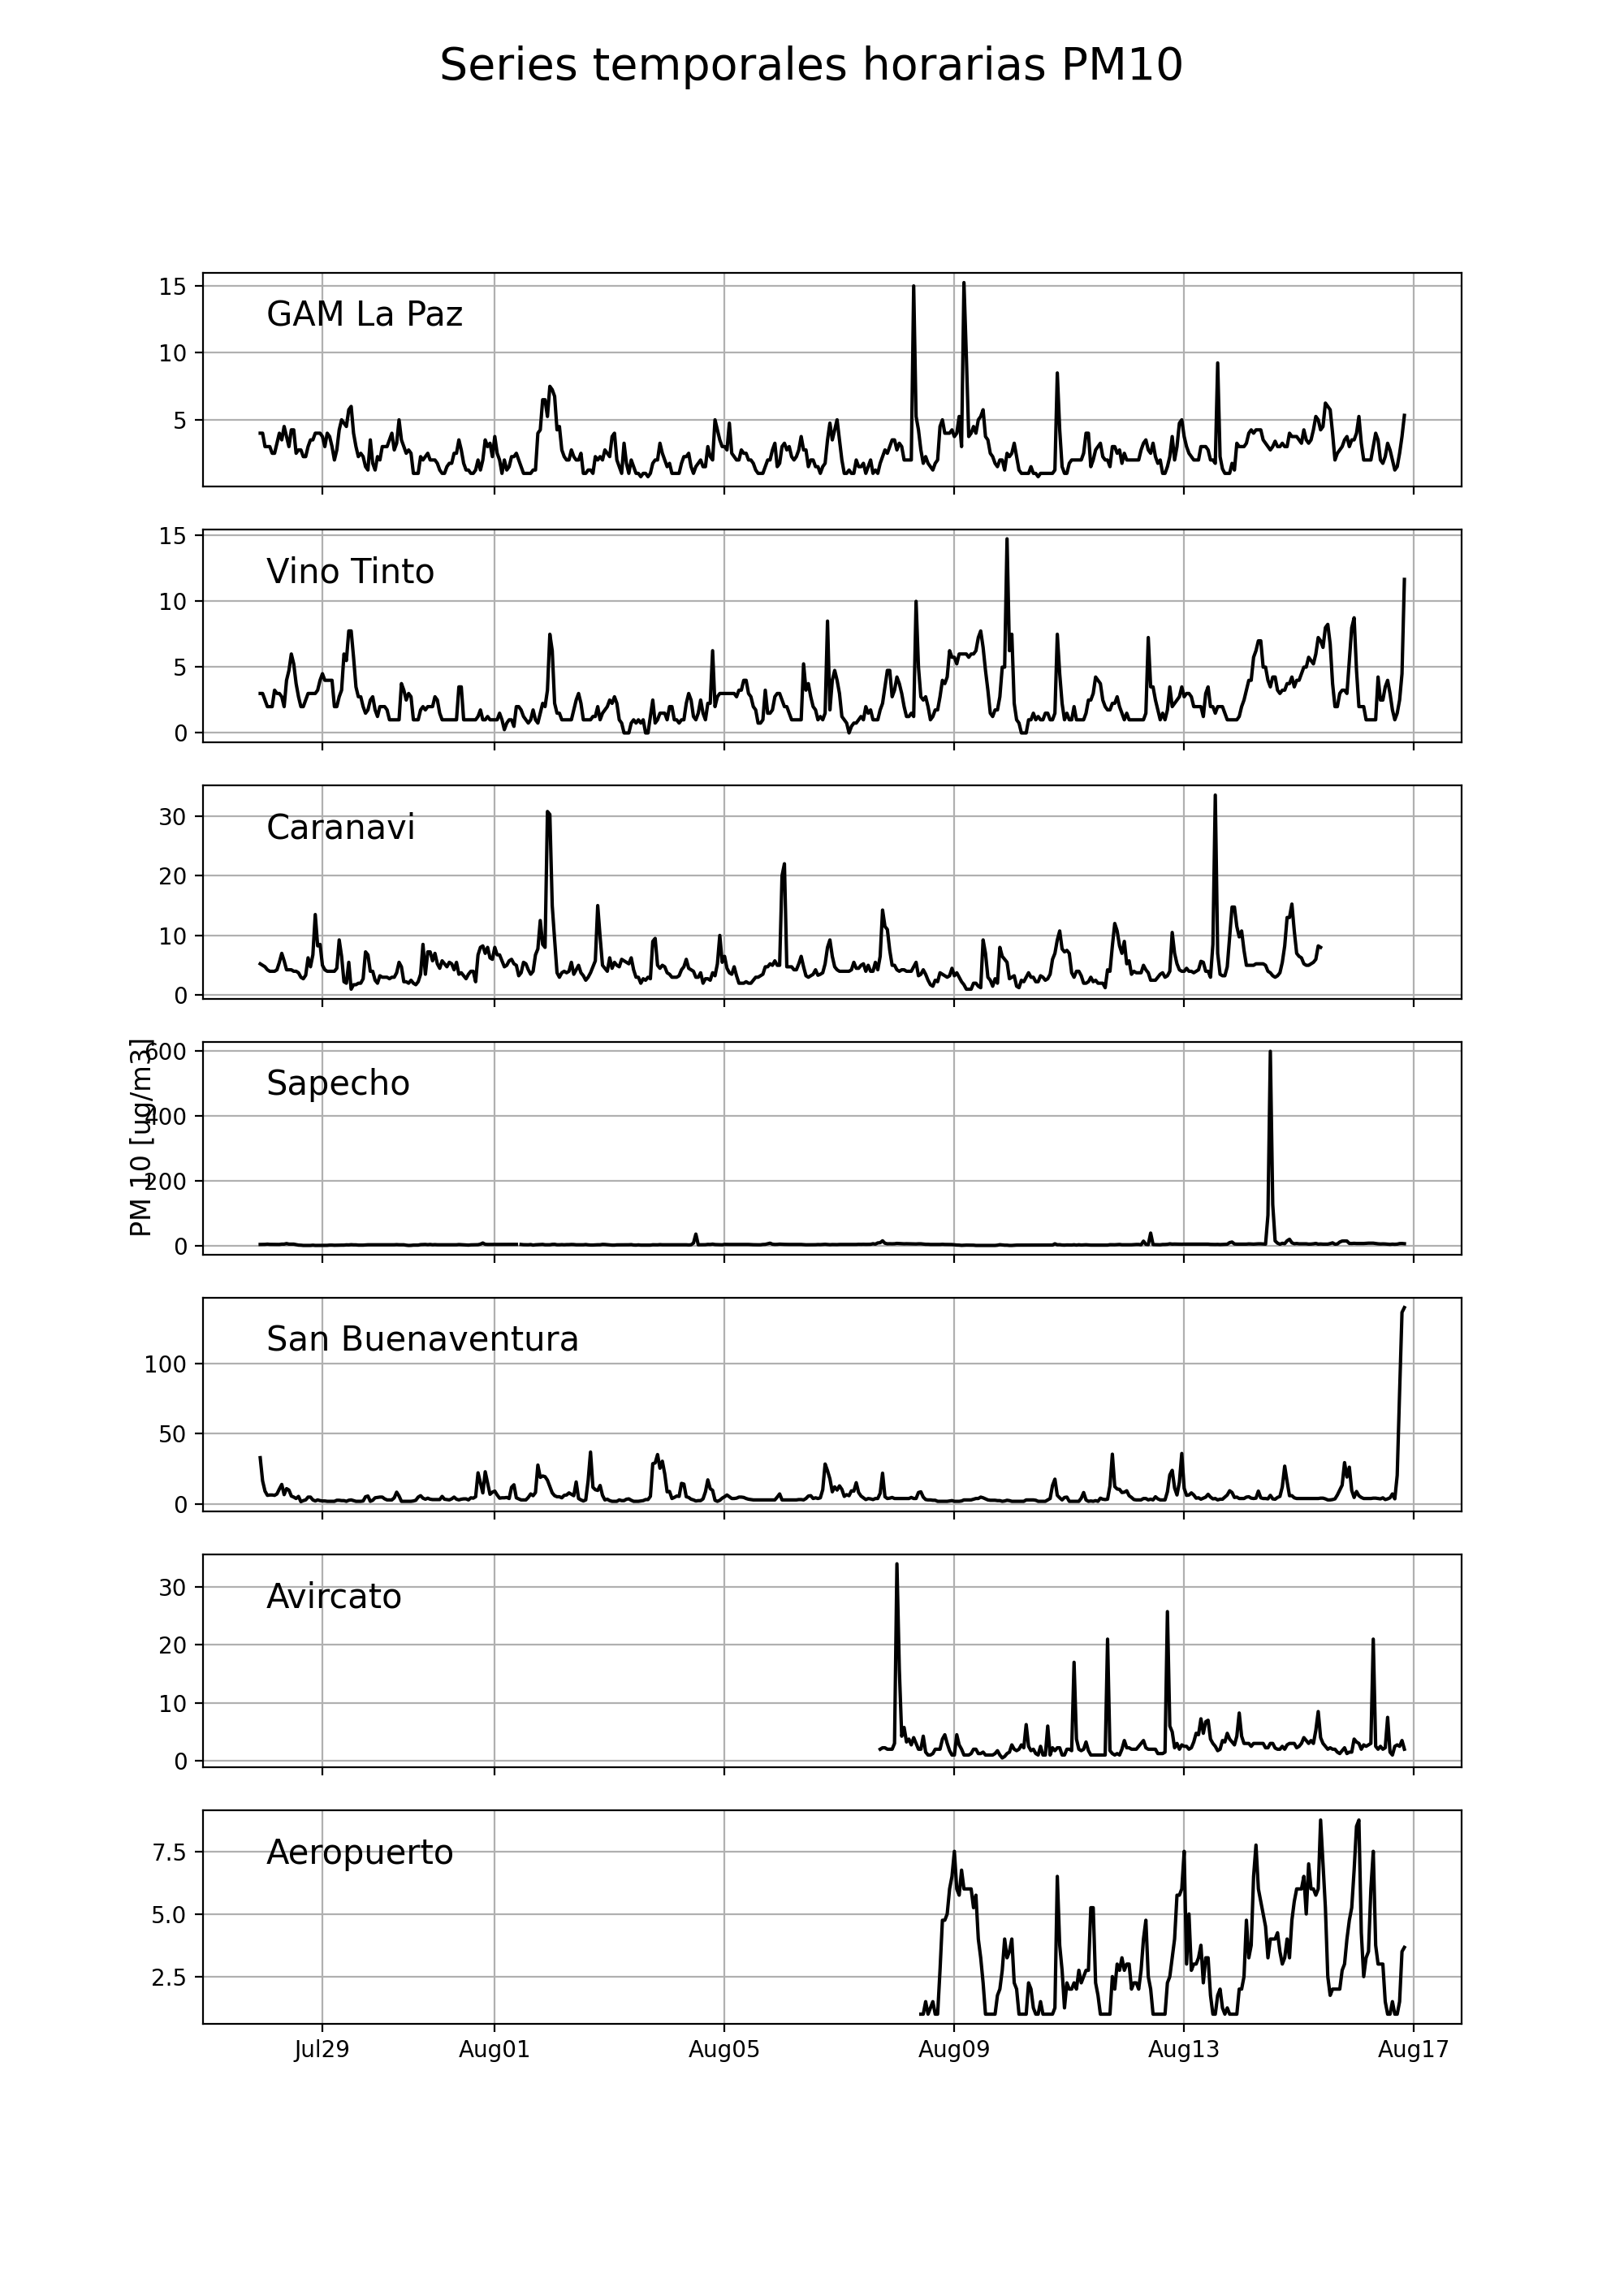 Series temporales horarias PM10
15
GAM La Paz
10
5
15
Vino Tinto
10
5
0
30
Caranavi
20
10
0
PM 10 [ug/m3]
600
Sapecho
400
200
0
San Buenaventura
100
50
0
30
Avircato
20
10
0
7.5
Aeropuerto
5.0
2.5
Jul29 Aug01 Aug05 Aug09 Aug13 Aug17